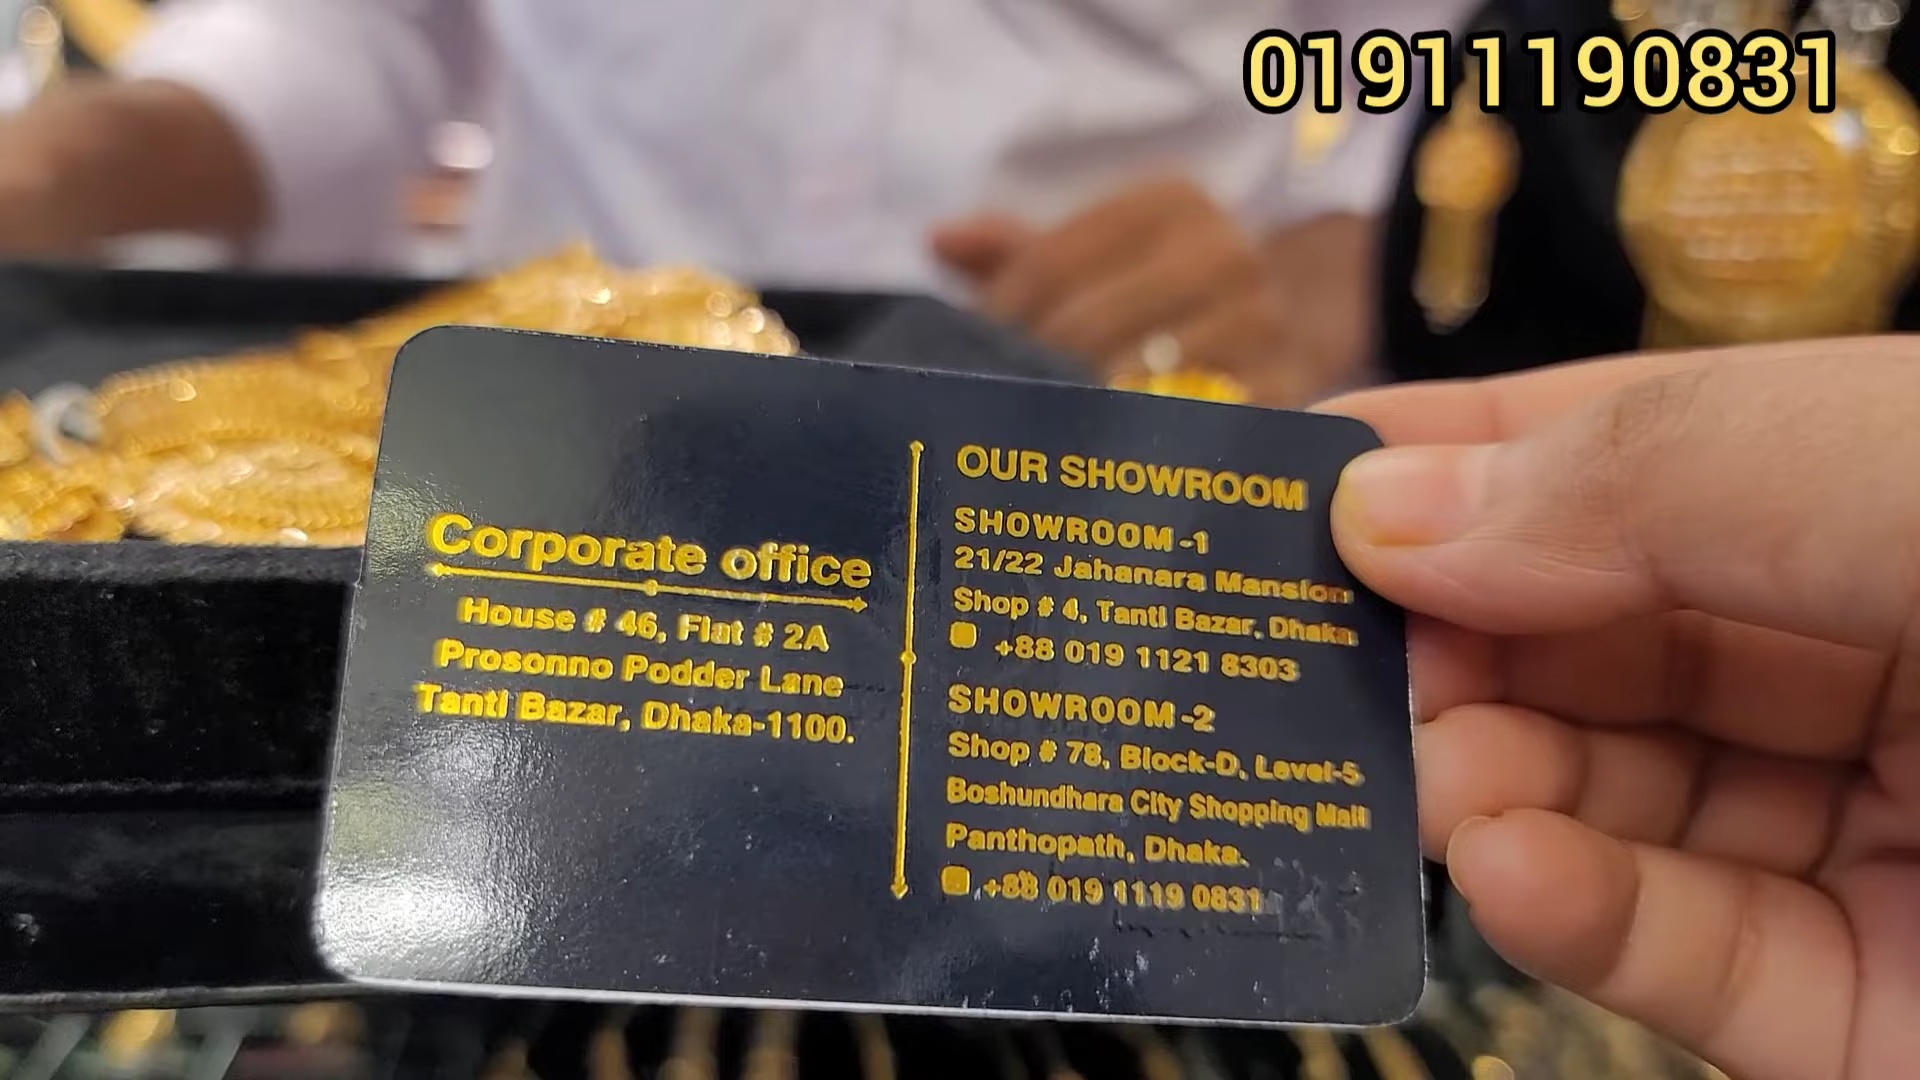 01911190831
Corporate office
House # 46, Flat # 2A
Prosonno Podder Lane
Tanti Bazar, Dhaka-1100.
OUR SHOWROOM
SHOWROOM -1
21/22 Jahanara Mansion
Shop # 4, Tanti Bazar, Dhaka
+88 019 1121 8303
SHOWROOM -2
Shop # 78, Block-D, Level-5
Boshundhara City Shopping Mall
Panthopath, Dhaka.
+88 019 1119 0831